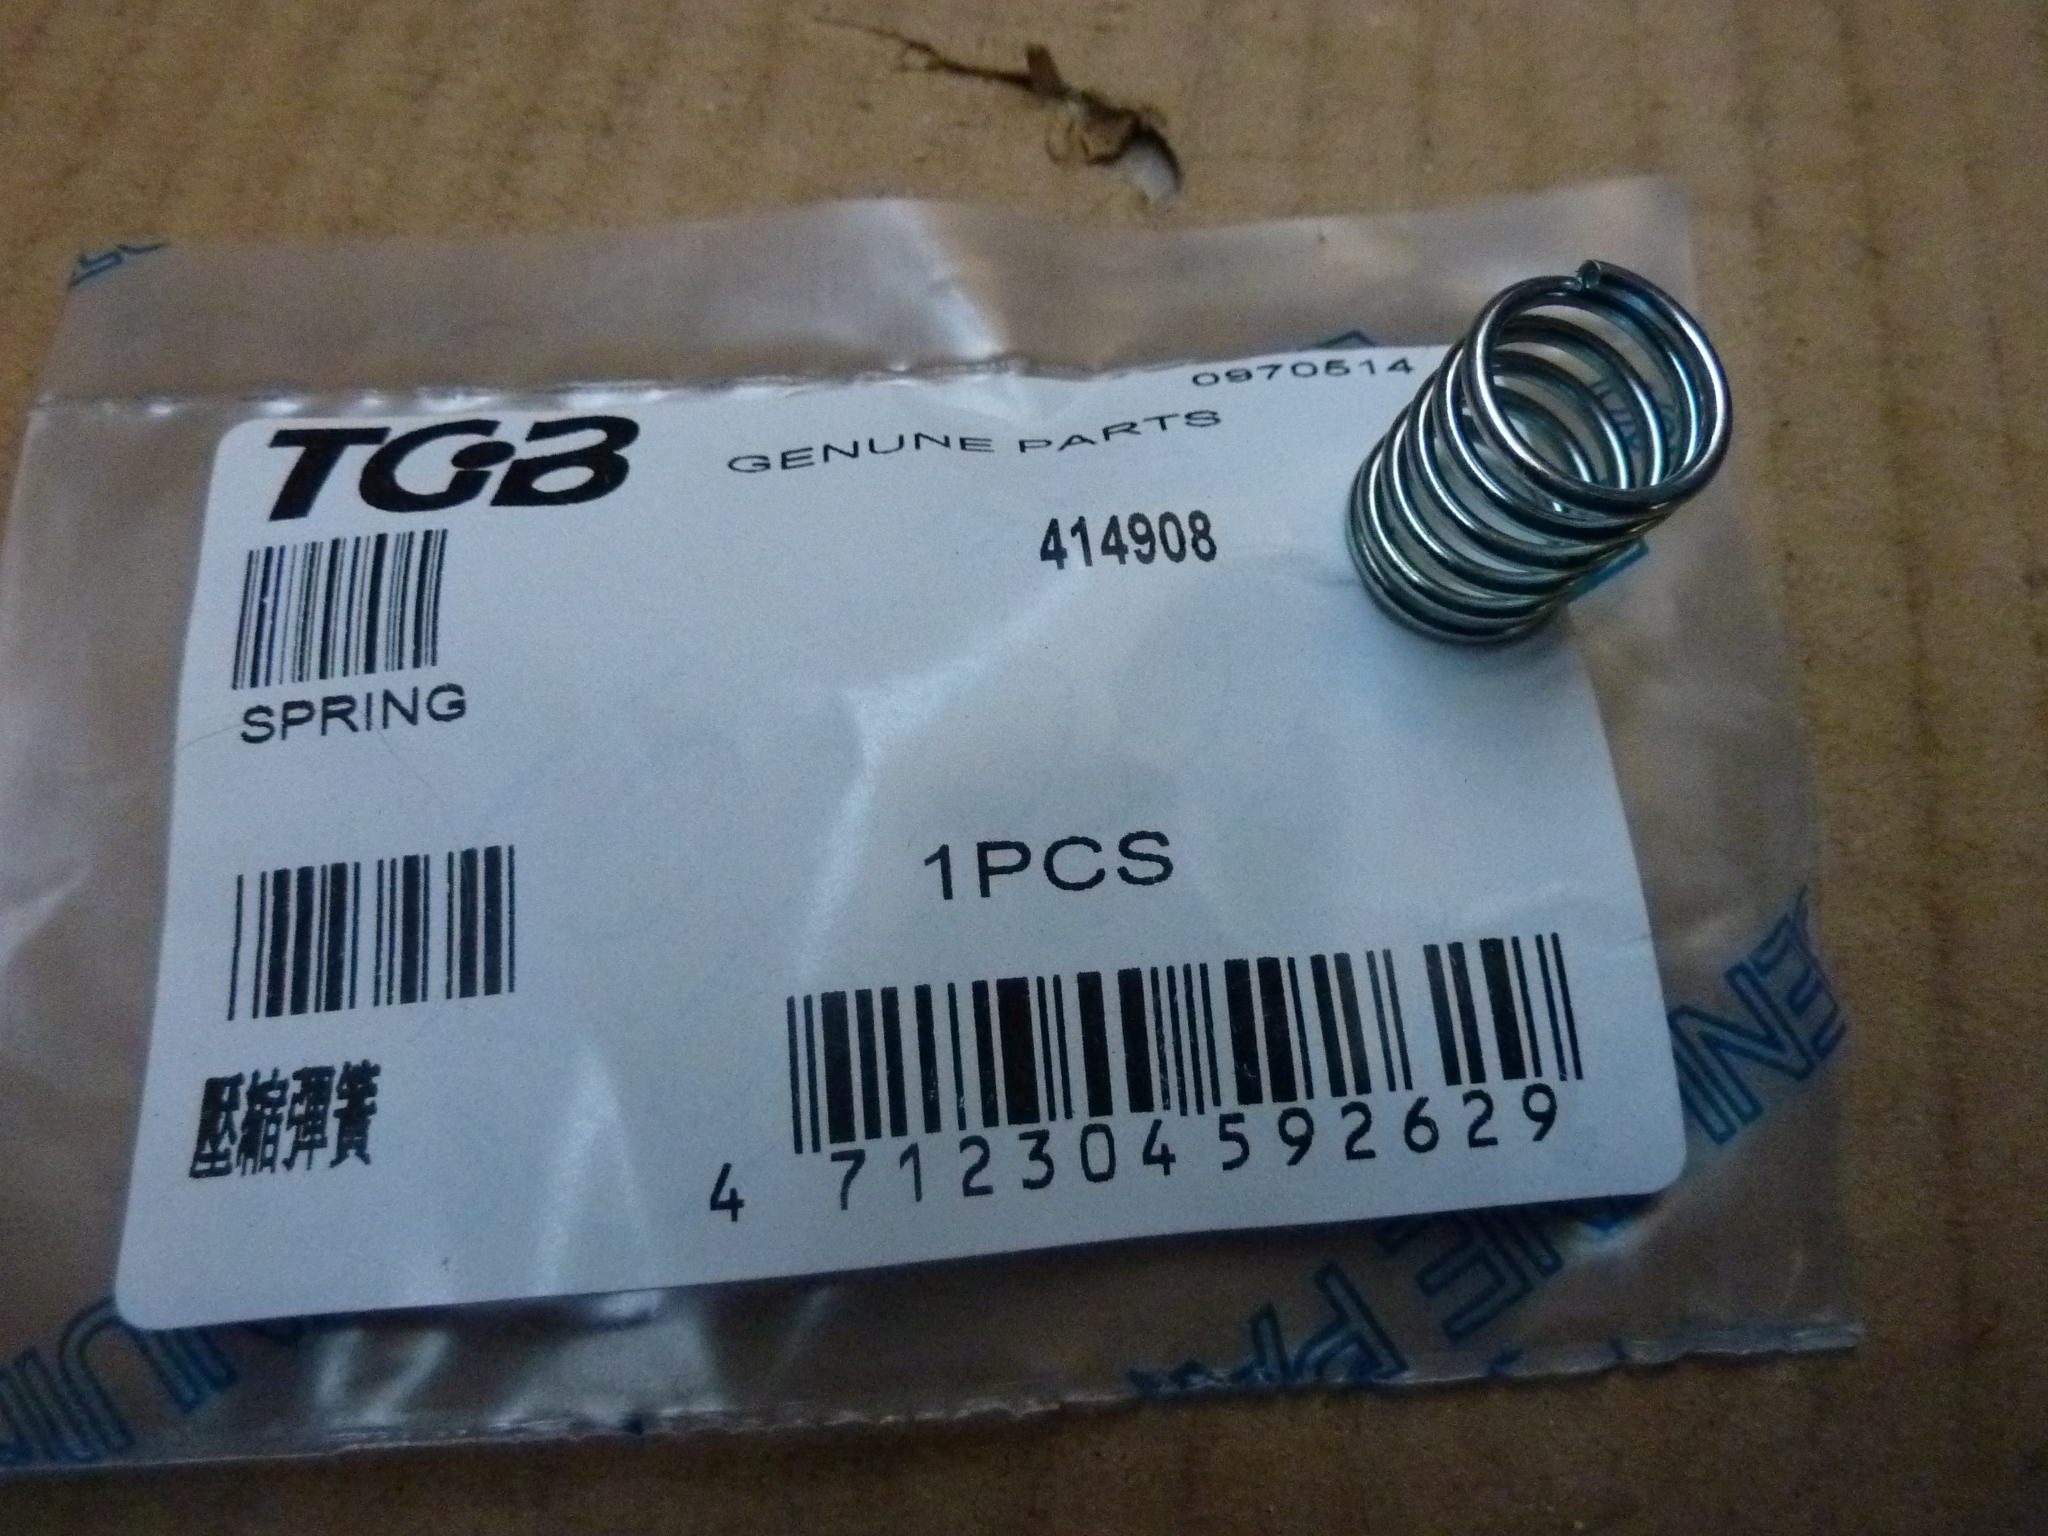 0970514
TGB GENUNE PARTS
414908
SPRING
1PCS
壓縮彈簧
4 712304 592629